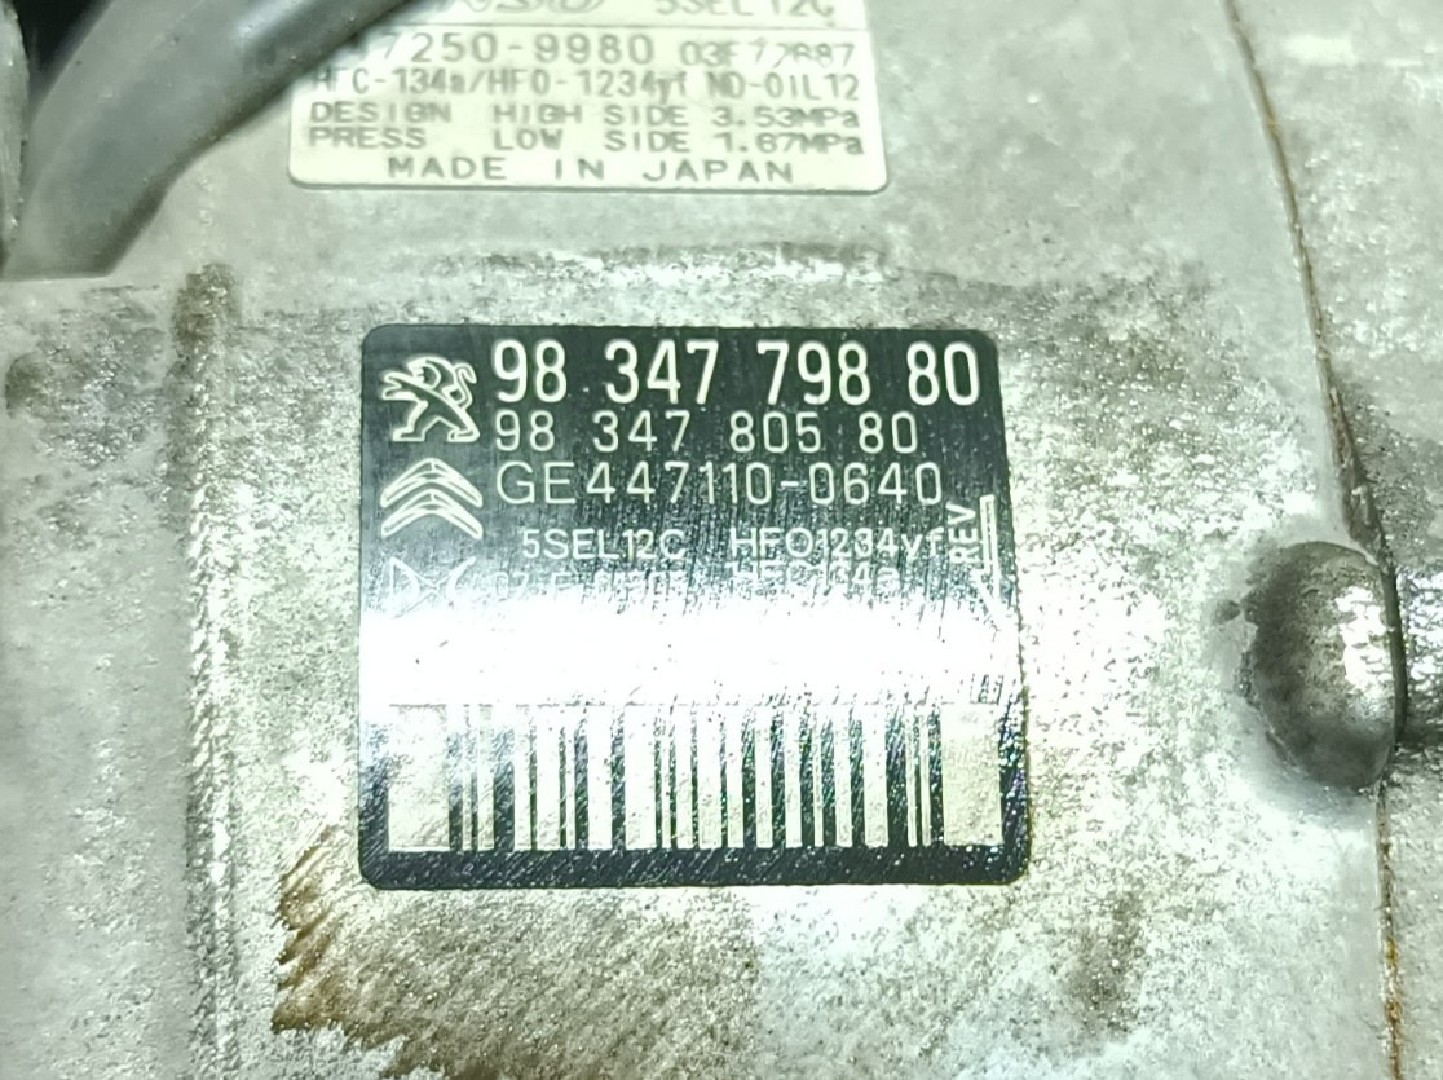 5SEL12C
7250-9980
HFC-134a/HFO-1234yf ND-OIL12
DESIGN HIGH SIDE 3.53MPa
PRESS LOW SIDE 1.67MPa
MADE IN JAPAN
98 347 798 80
98 347 805 80
GE447110-0640
5SEL12C HFO1234yf
REV